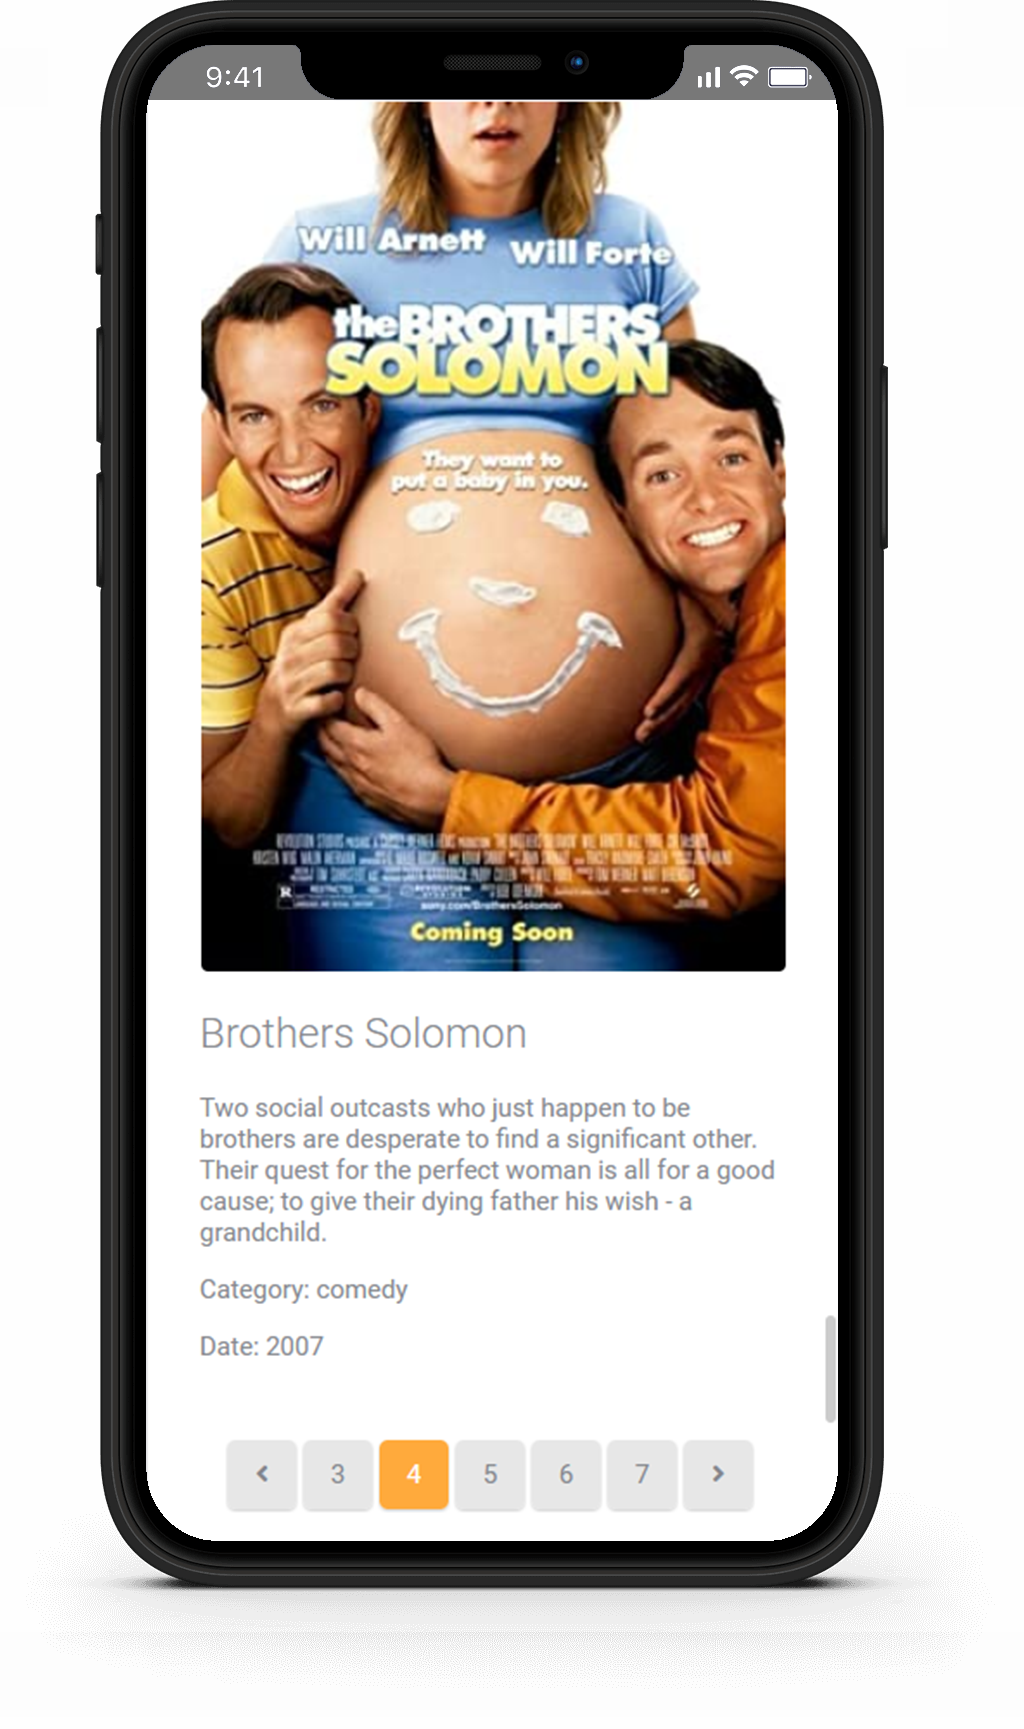 9:41
Will Arnett Will Forte
the BROTHERS
SOLOMON
They want to
put a baby in you.
RESTRICTED
sony.com/BrothersSolomon
Coming Soon
Brothers Solomon
Two social outcasts who just happen to be
brothers are desperate to find a significant other.
Their quest for the perfect woman is all for a good
cause; to give their dying father his wish - a
grandchild.
Category: comedy
Date: 2007
3 4 5 6 7